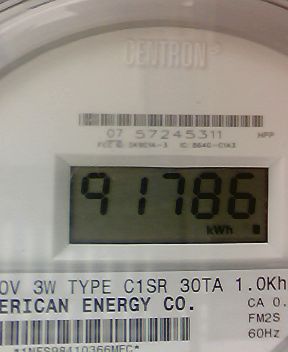 CENTRON
07 57245311 HPP
91786
kWh
0V 3W TYPE C1SR 30TA 1.0Kh
ERICAN ENERGY CO. CA 0.
FM2S
60Hz